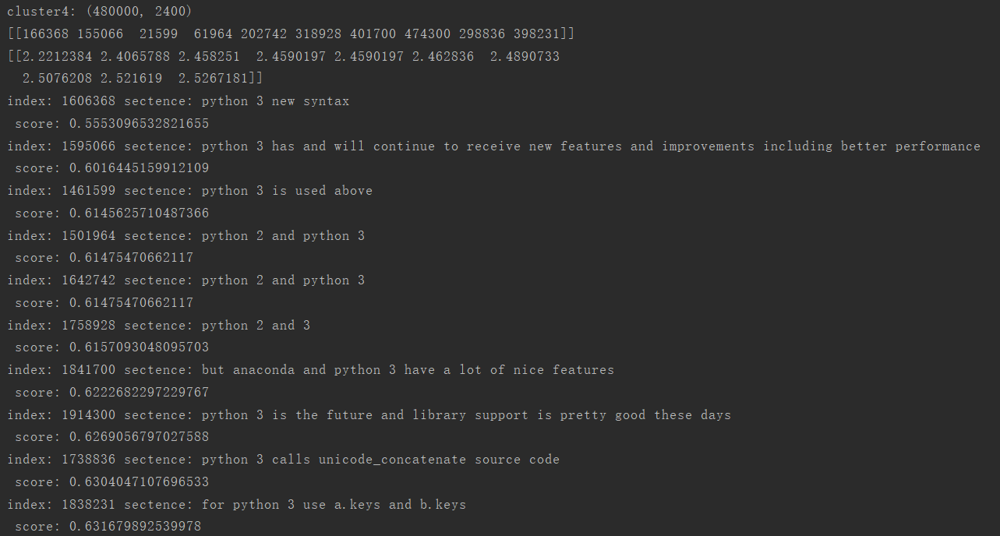 cluster4: (480000, 2400)
[[166368 155066  21599  61964 202742 318928 401700 474300 298836 398231]]
[[2.2212384 2.4065788 2.458251  2.4590197 2.4590197 2.462836  2.4890733
  2.5076208 2.521619  2.5267181]]
index: 1606368 sectence: python 3 new syntax
 score: 0.5553096532821655
index: 1595066 sectence: python 3 has and will continue to receive new features and improvements including better performance
 score: 0.6016445159912109
index: 1461599 sectence: python 3 is used above
 score: 0.6145625710487366
index: 1501964 sectence: python 2 and python 3
 score: 0.61475470662117
index: 1642742 sectence: python 2 and python 3
 score: 0.61475470662117
index: 1758928 sectence: python 2 and 3
 score: 0.6157093048095703
index: 1841700 sectence: but anaconda and python 3 have a lot of nice features
 score: 0.6222682297229767
index: 1914300 sectence: python 3 is the future and library support is pretty good these days
 score: 0.6269056797027588
index: 1738836 sectence: python 3 calls unicode_concatenate source code
 score: 0.6304047107696533
index: 1838231 sectence: for python 3 use a.keys and b.keys
 score: 0.631679892539978